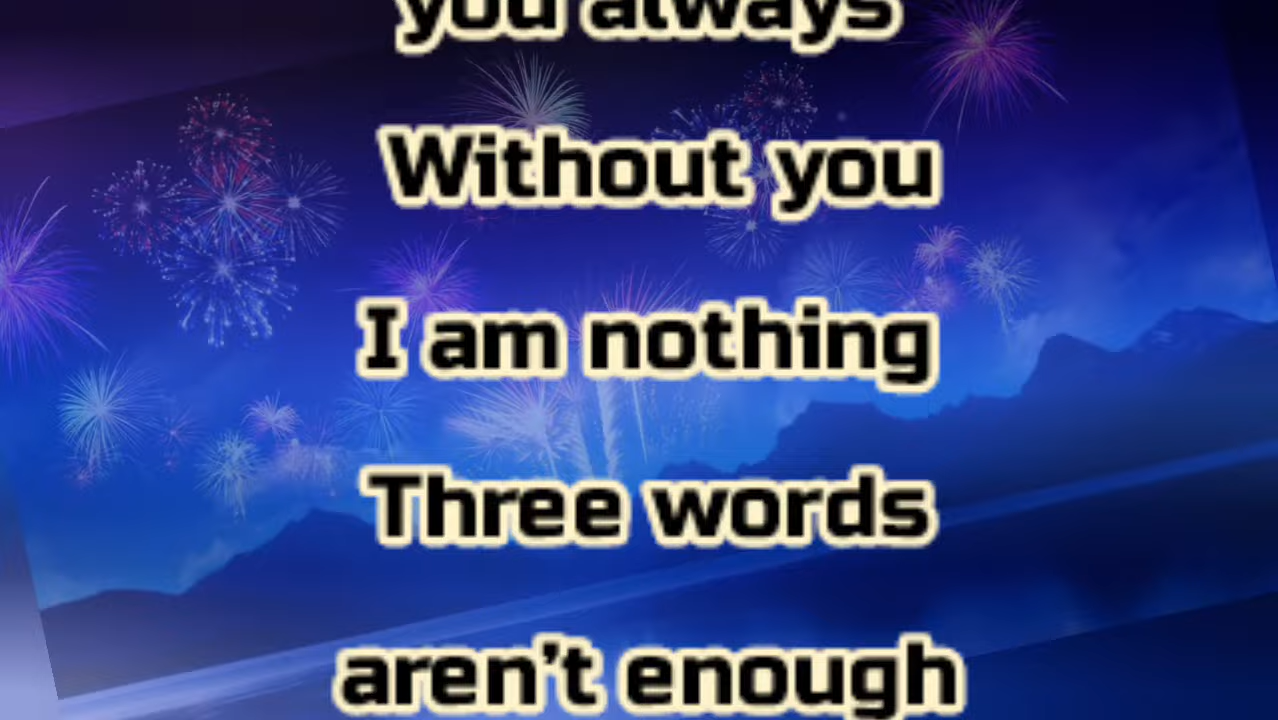 you always
Without you
I am nothing
Three words
aren't enough